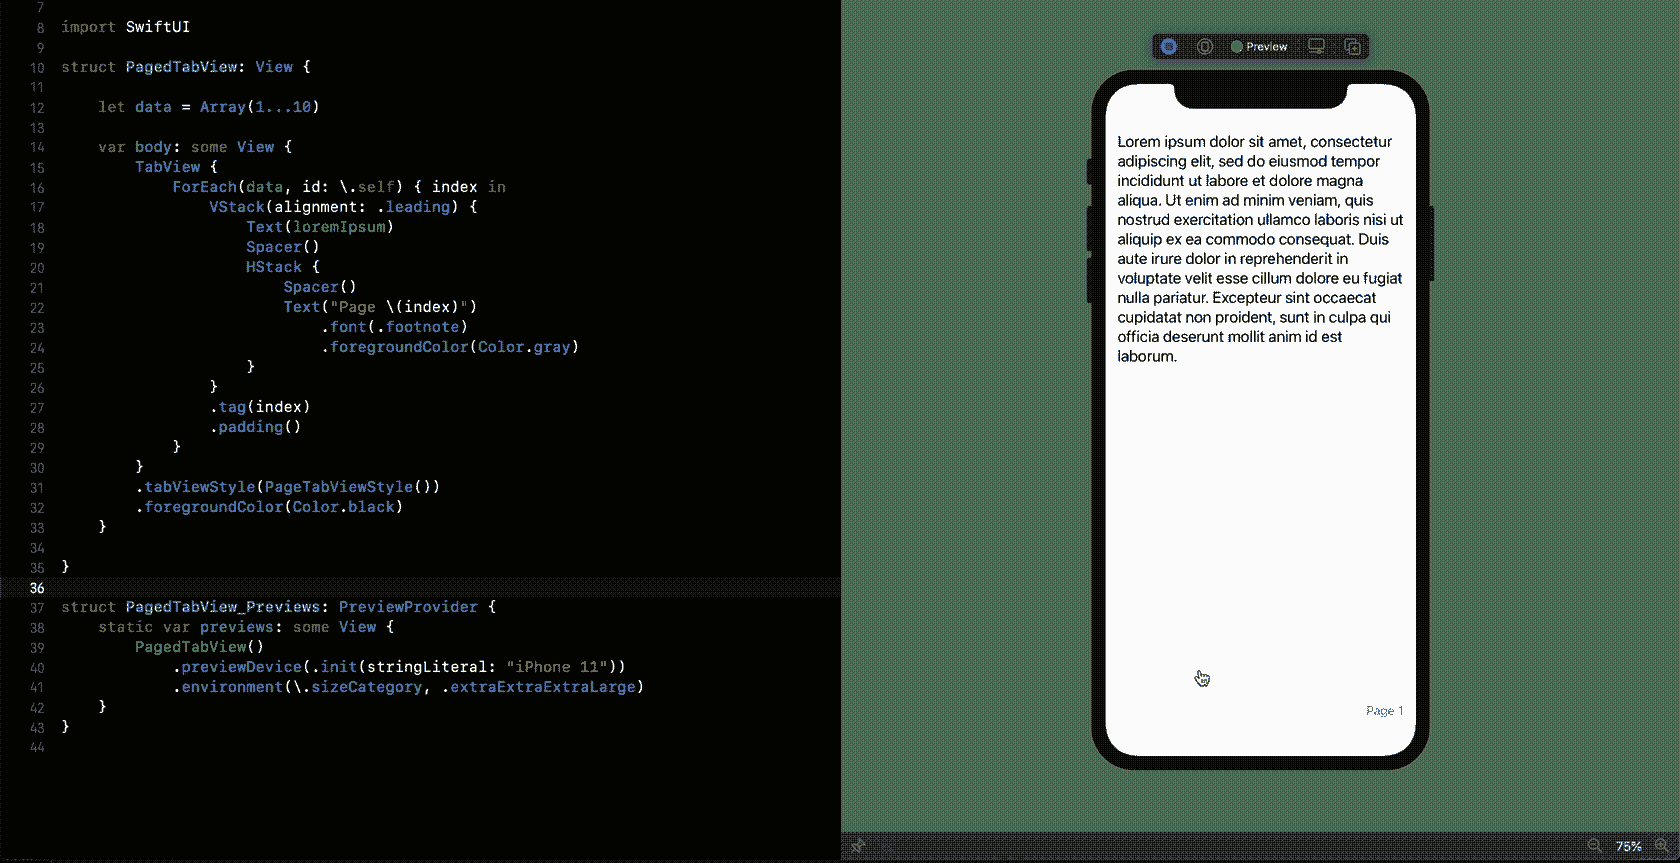 7
8 import SwiftUI
9
10 struct PagedTabView: View {
11
12 let data = Array(1...10)
13
14 var body: some View {
15 TabView {
16 ForEach(data, id: \.self) { index in
17 VStack(alignment: .leading) {
18 Text(loremIpsum)
19 Spacer()
20 HStack {
21 Spacer()
22 Text("Page \(index)")
23 .font(.footnote)
24 .foregroundColor(Color.gray)
25 }
26 }
27 .tag(index)
28 .padding()
29 }
30 }
31 .tabViewStyle(PageTabViewStyle())
32 .foregroundColor(Color.black)
33 }
34
35 }
36
37 struct PagedTabView_Previews: PreviewProvider {
38 static var previews: some View {
39 PagedTabView()
40 .previewDevice(.init(stringLiteral: "iPhone 11"))
41 .environment(\.sizeCategory, .extraExtraExtraLarge)
42 }
43 }
44
Preview
Lorem ipsum dolor sit amet, consectetur
adipiscing elit, sed do eiusmod tempor
incididunt ut labore et dolore magna
aliqua. Ut enim ad minim veniam, quis
nostrud exercitation ullamco laboris nisi ut
aliquip ex ea commodo consequat. Duis
aute irure dolor in reprehenderit in
voluptate velit esse cillum dolore eu fugiat
nulla pariatur. Excepteur sint occaecat
cupidatat non proident, sunt in culpa qui
officia deserunt mollit anim id est
laborum.
Page 1
75%